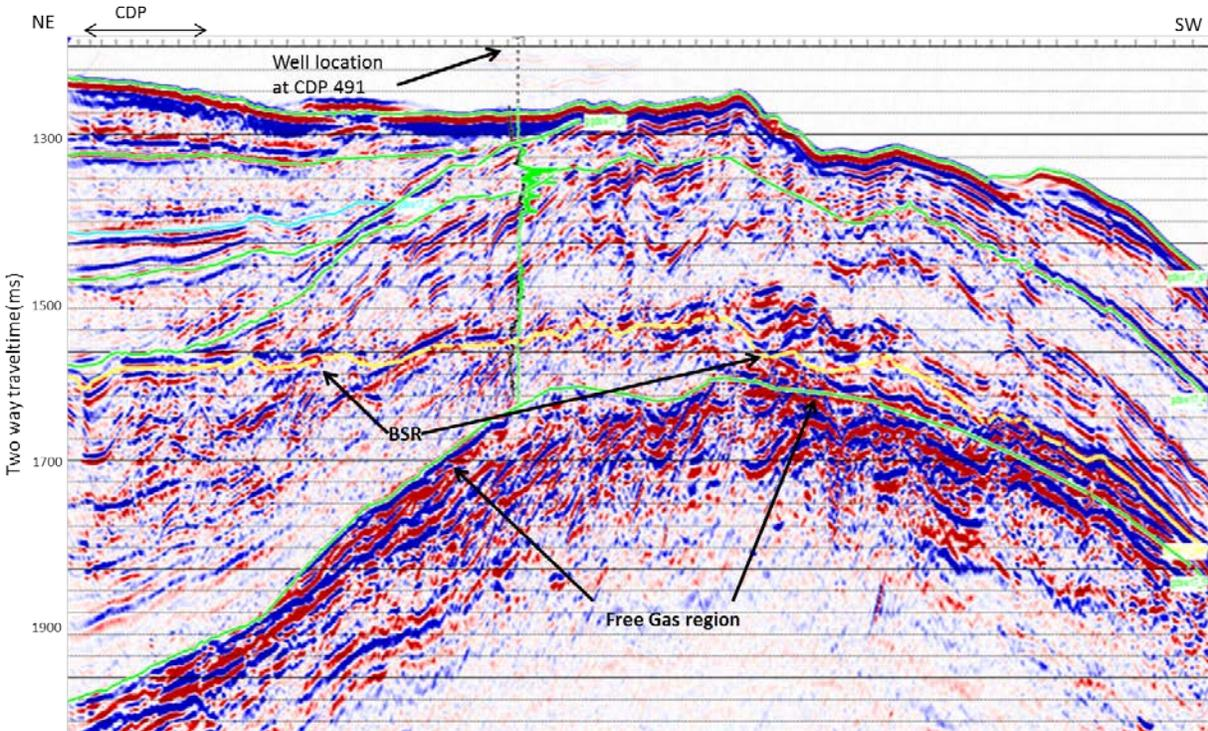 NE
CDP
SW
Well location
at CDP 491
1300
1500
Two way traveltime(ms)
BSR
1700
Free Gas region
1900